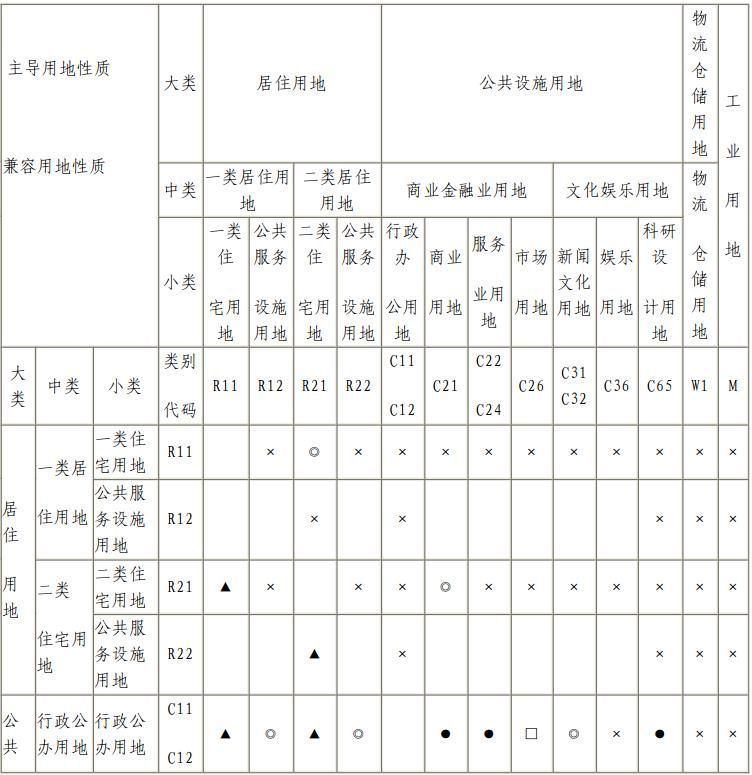 主导用地性质
兼容用地性质
大类
居住用地
公共设施用地
物
流
仓
储
用
地
工
业
用
地
中类
一类居住用
地
二类居住
用地
商业金融业用地
文化娱乐用地
物
流
仓
储
用
地
小类
一类
住
宅用
地
公共
服务
设施
用地
二类
住
宅用
地
公共
服务
设施
用地
行政
办
公用
地
商业
用地
服务
业用
地
市场
用地
新闻
文化
用地
娱乐
用地
科研
设
计用
地
大
类
中类
小类
类别
代码
R11
R12
R21
R22
C11
C12
C21
C22
C24
C26
C31
C32
C36
C65
W1
M
居
住
用
地
一类居
住用地
一类住
宅用地
R11
× ◎ × × × × × × × × × ×
公共服
务设施
用地
R12
× × × × ×
二类
住宅用
地
二类住
宅用地
R21
▲ × × × ◎ × × × × × × ×
公共服
务设施
用地
R22
▲ × × × ×
公
共
行政公
办用地
行政公
办用地
C11
C12
▲ ◎ ▲ ◎ ● ● □ ◎ × ● × ×